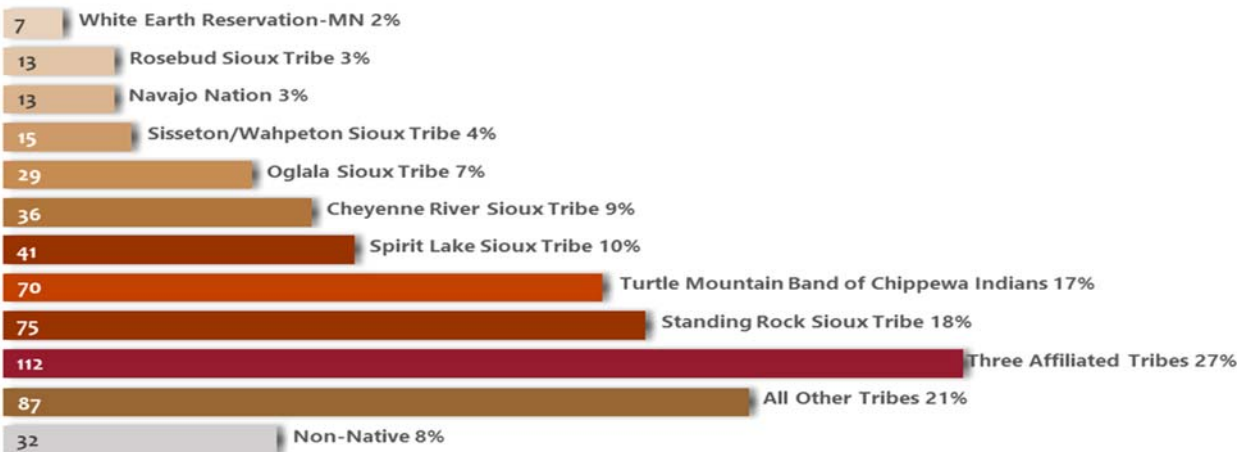 7 White Earth Reservation-MN 2%
13 Rosebud Sioux Tribe 3%
13 Navajo Nation 3%
15 Sisseton/Wahpeton Sioux Tribe 4%
29 Oglala Sioux Tribe 7%
36 Cheyenne River Sioux Tribe 9%
41 Spirit Lake Sioux Tribe 10%
70 Turtle Mountain Band of Chippewa Indians 17%
75 Standing Rock Sioux Tribe 18%
112 Three Affiliated Tribes 27%
87 All Other Tribes 21%
32 Non-Native 8%